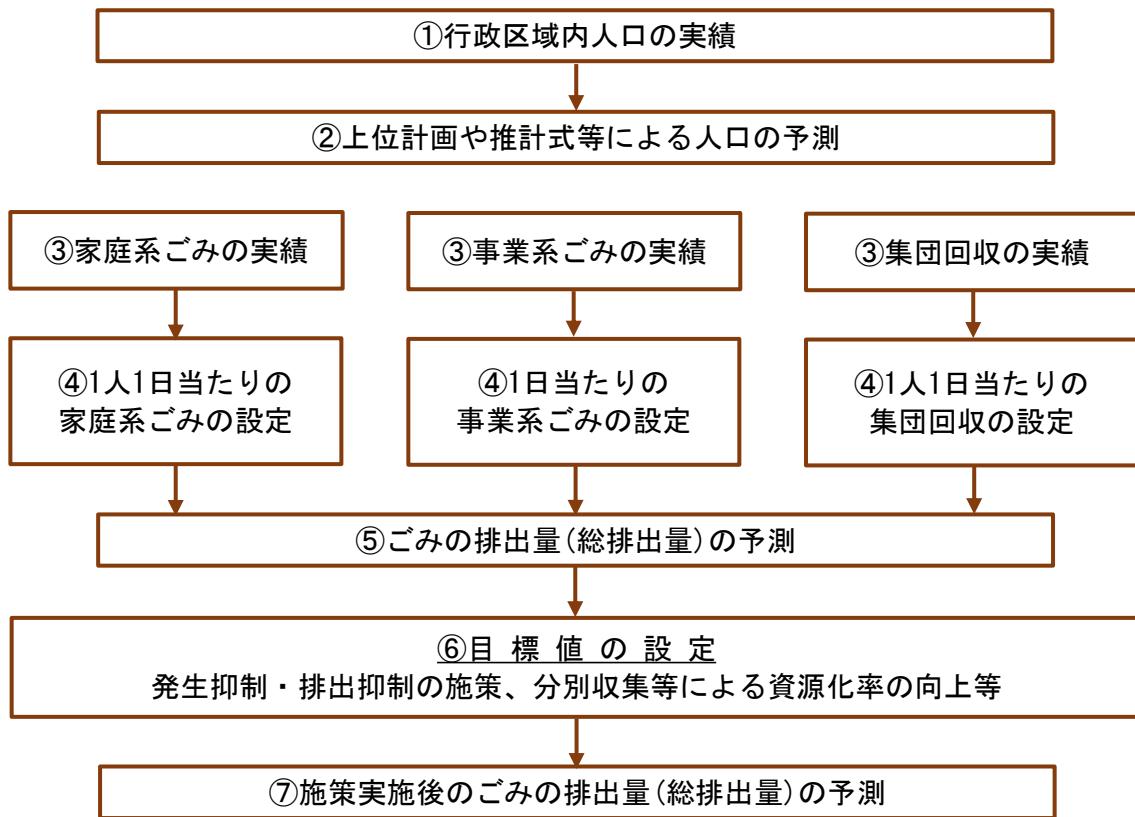 ①行政区域内人口の実績
②上位計画や推計式等による人口の予測
③家庭系ごみの実績
③事業系ごみの実績
③集団回収の実績
④1人1日当たりの
家庭系ごみの設定
④1日当たりの
事業系ごみの設定
④1人1日当たりの
集団回収の設定
⑤ごみの排出量(総排出量)の予測
⑥目 標 値 の 設 定
発生抑制・排出抑制の施策、分別収集等による資源化率の向上等
⑦施策実施後のごみの排出量(総排出量)の予測